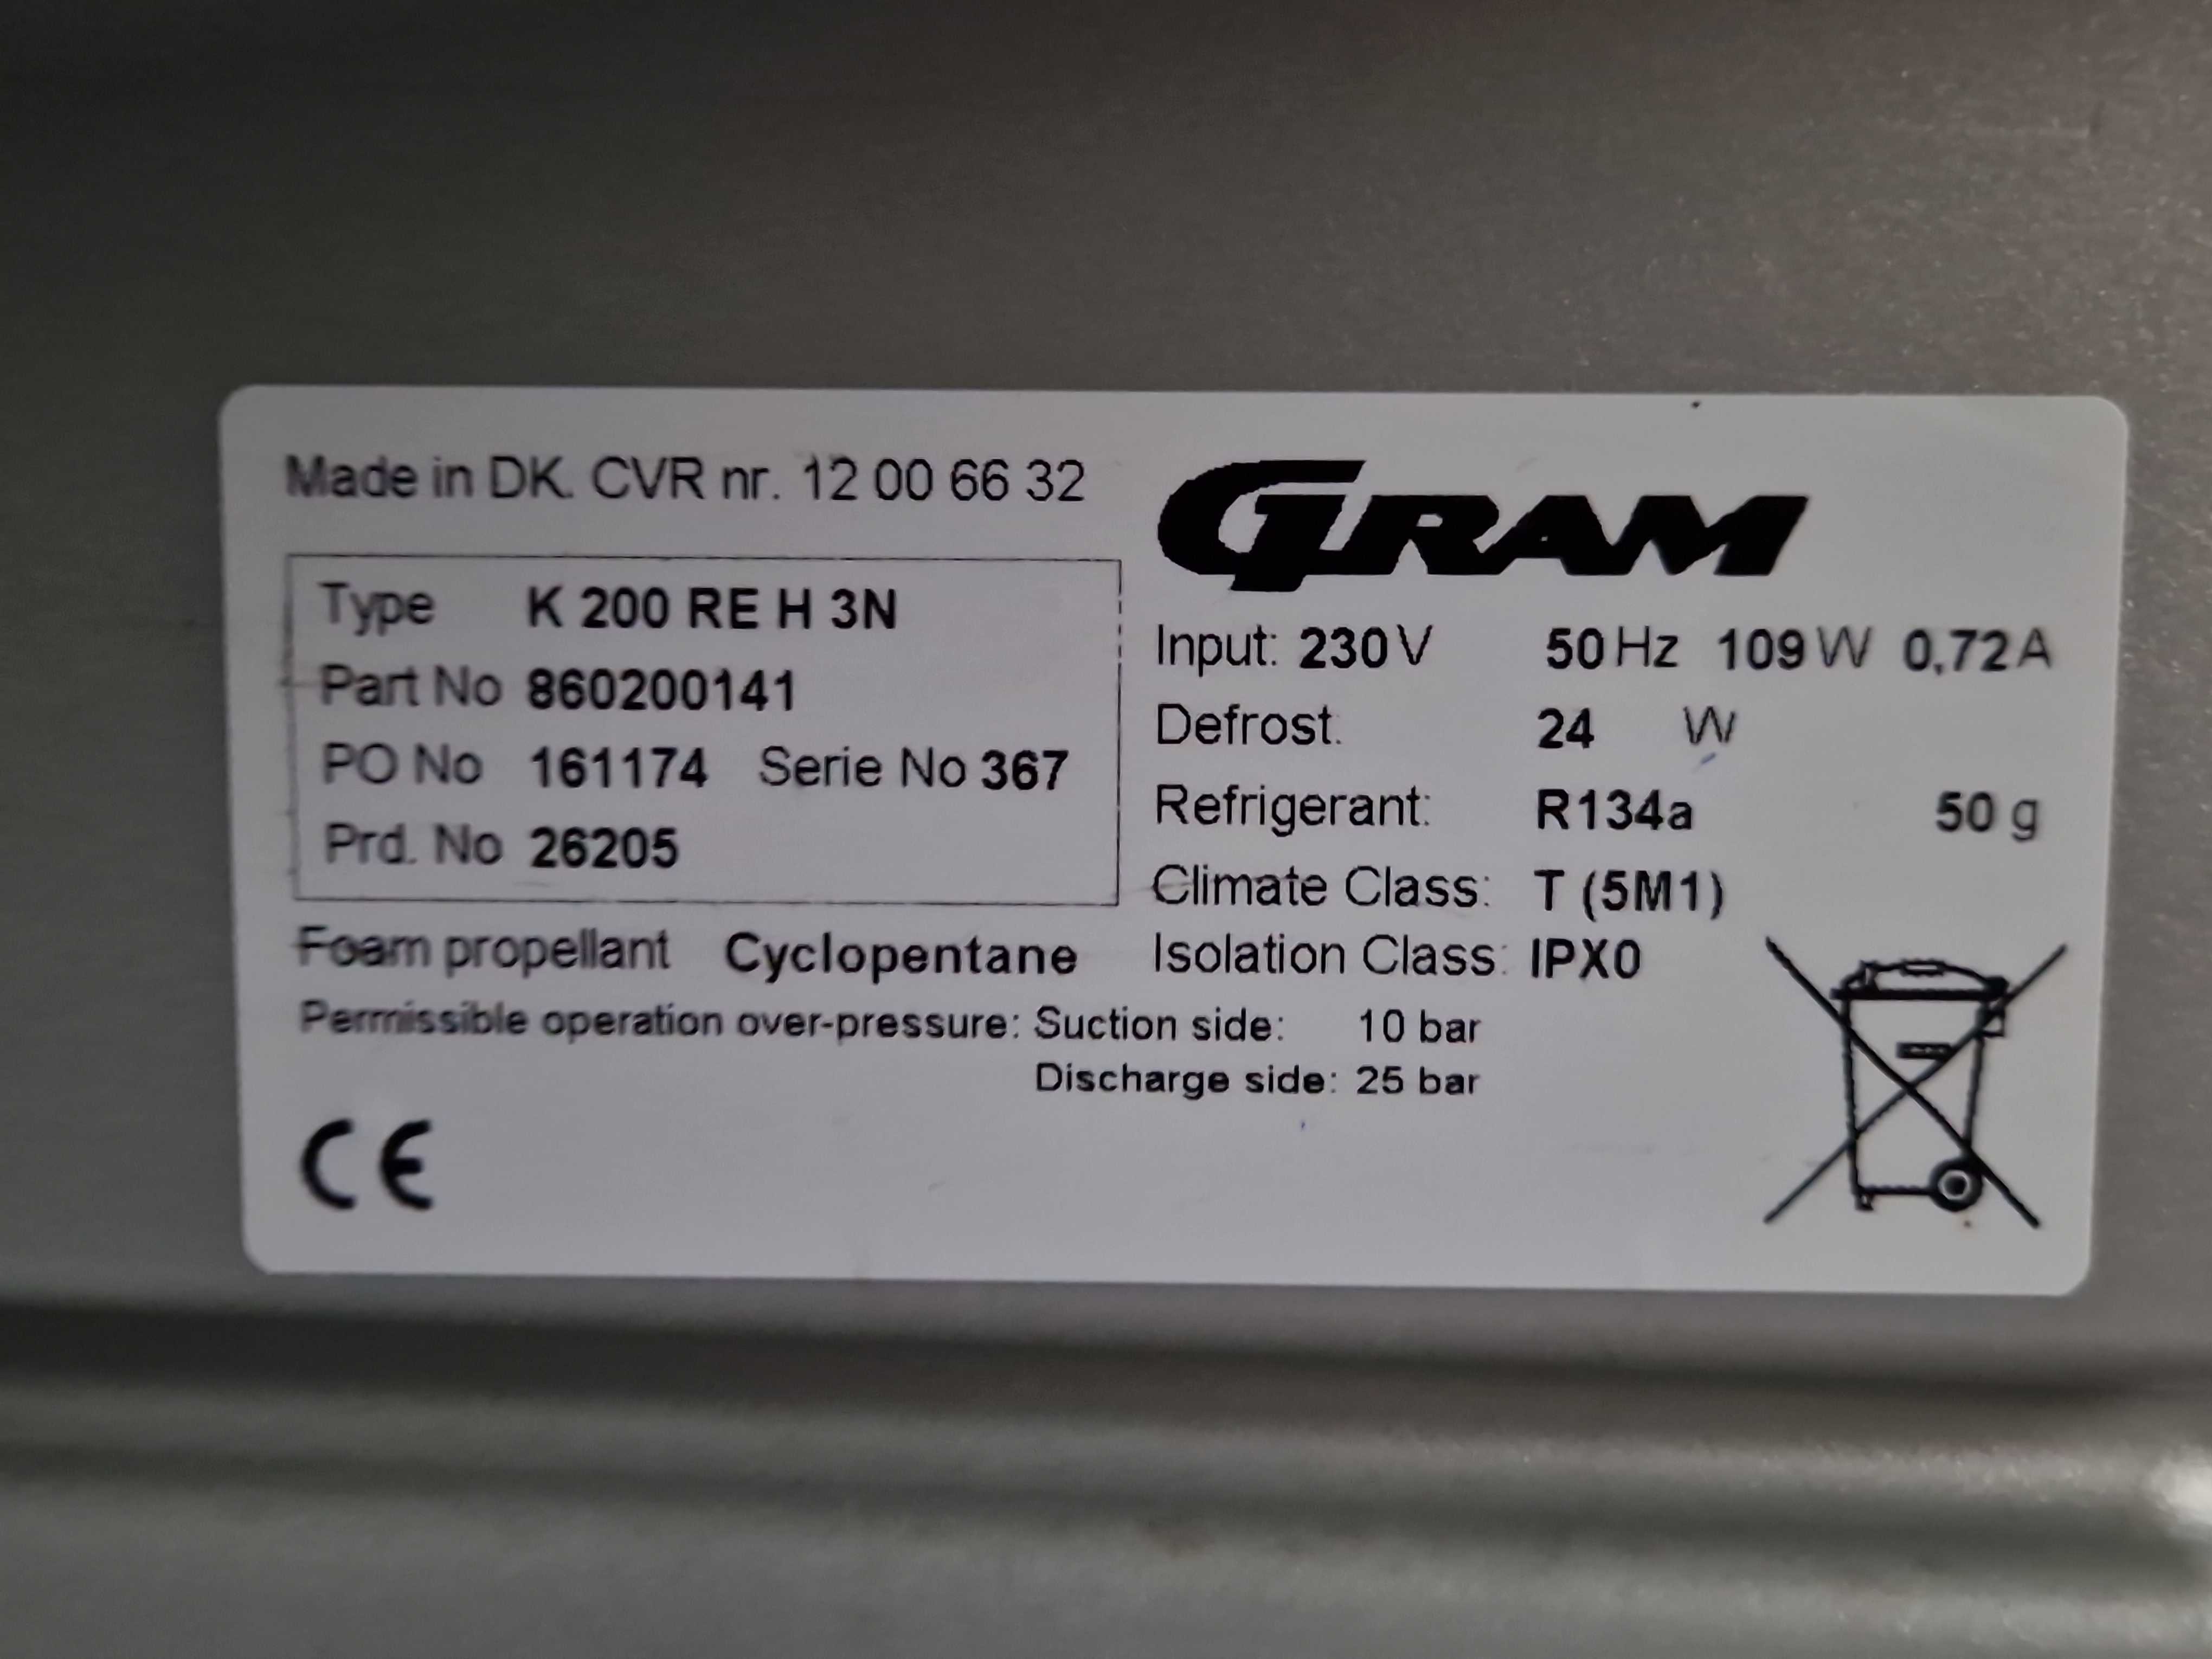 Made in DK. CVR nr. 12 00 66 32
Type K 200 RE H 3N
Part No 860200141
PO No 161174 Serie No 367
Prd. No 26205
GRAM
Input: 230 V 50 Hz 109 W 0,72 A
Defrost: 24 W
Refrigerant: R134a 50 g
Climate Class: T (5M1)
Foam propellant Cyclopentane
Isolation Class: IPX0
Permissible operation over-pressure: Suction side: 10 bar
Discharge side: 25 bar
CE